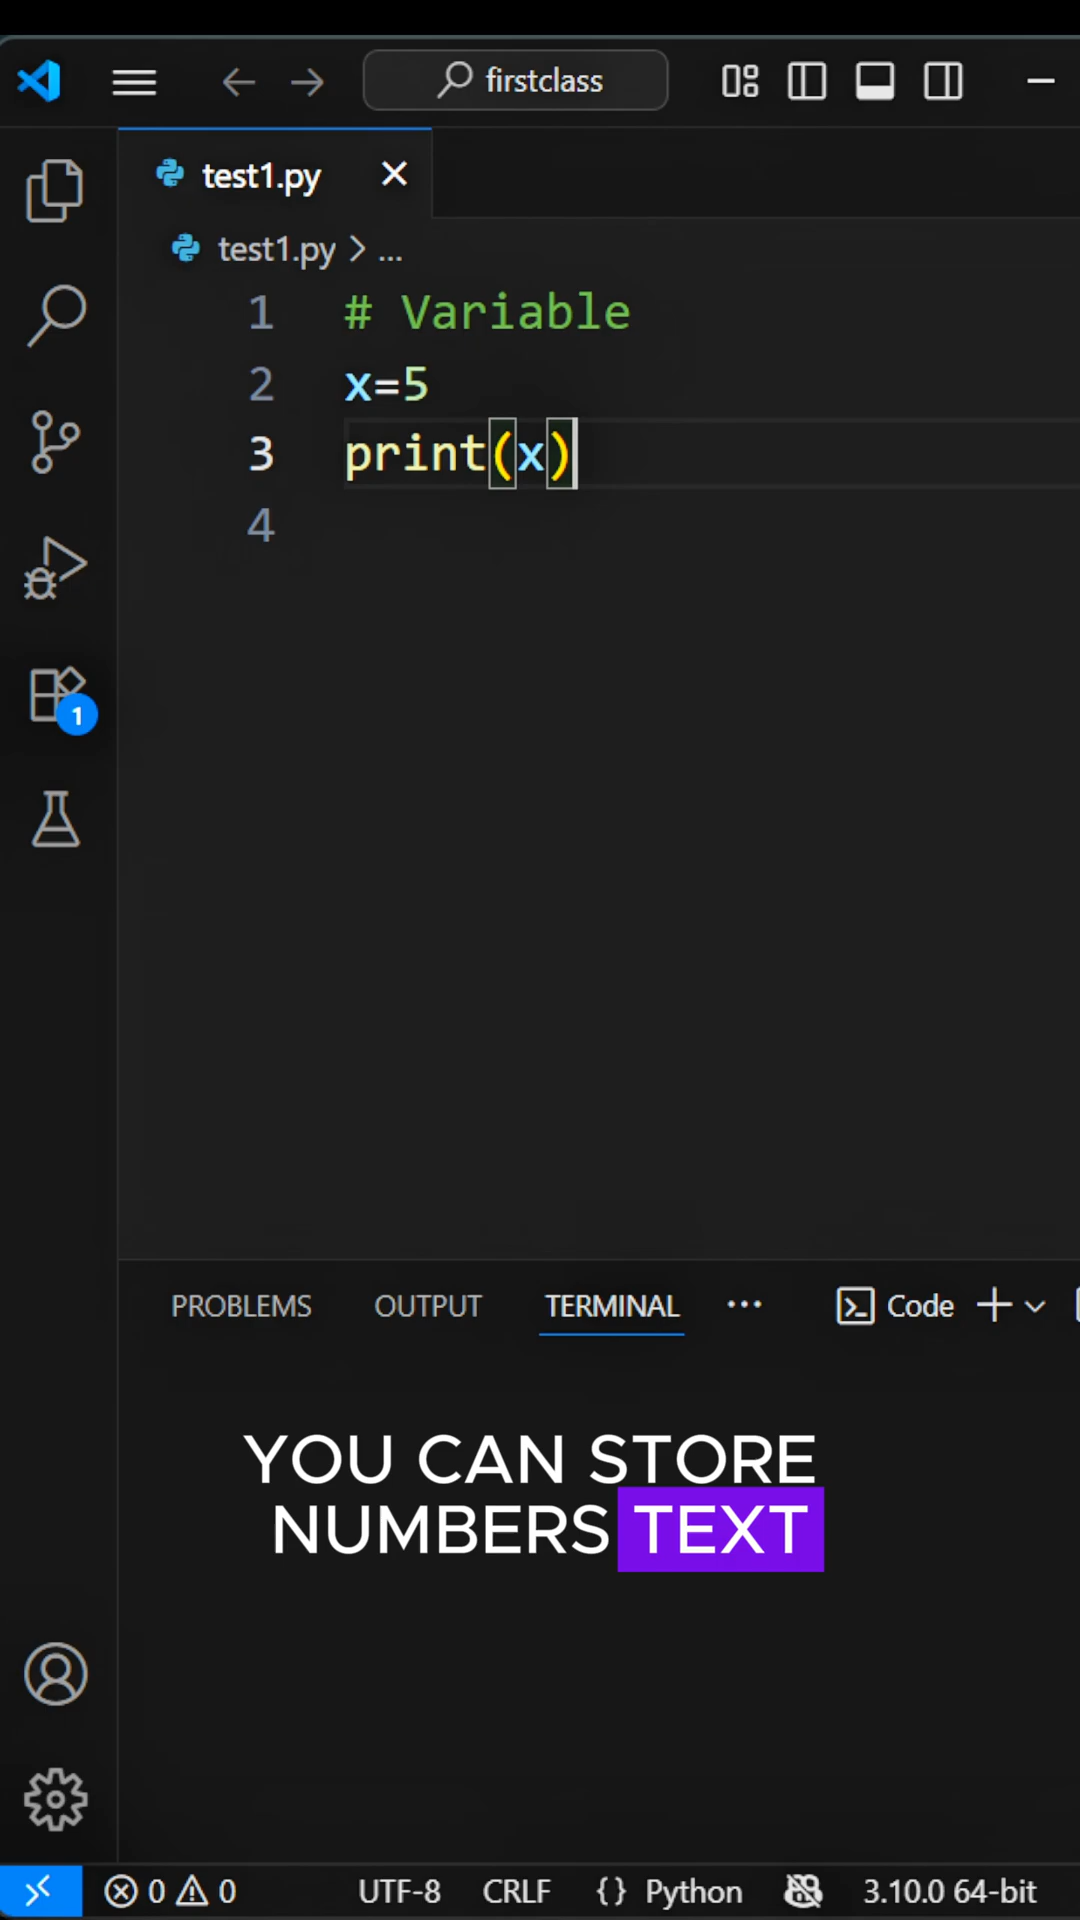 firstclass
test1.py
test1.py > ...
1 # Variable
2 x=5
3 print(x)
4
1
PROBLEMS OUTPUT TERMINAL ... Code
YOU CAN STORE
NUMBERS TEXT
0 0 UTF-8 CRLF {} Python 3.10.0 64-bit